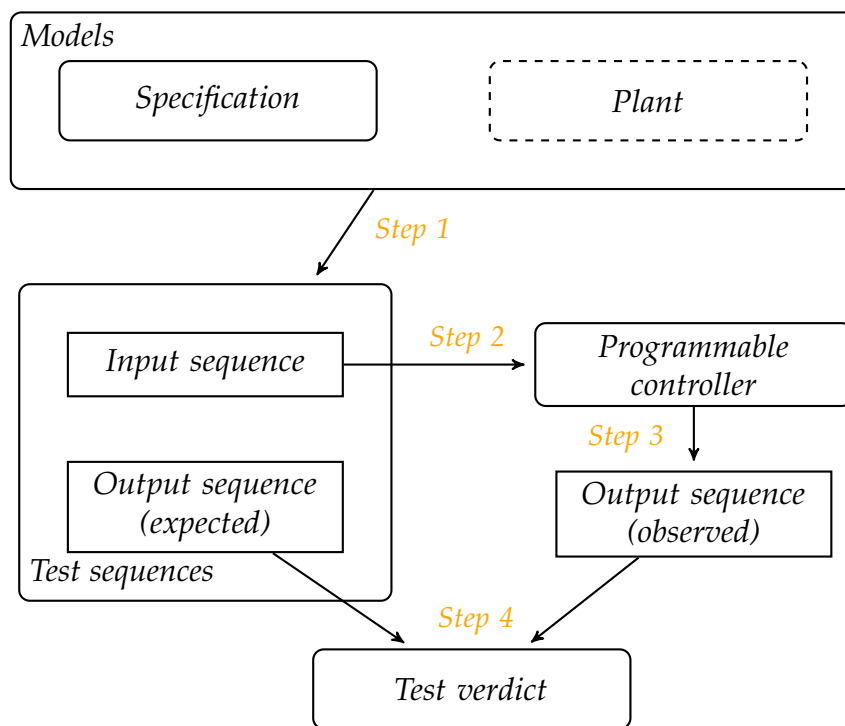 Models
Specification
Plant
Step 1
Input sequence
Step 2
Programmable
controller
Step 3
Output sequence
(expected)
Output sequence
(observed)
Test sequences
Step 4
Test verdict